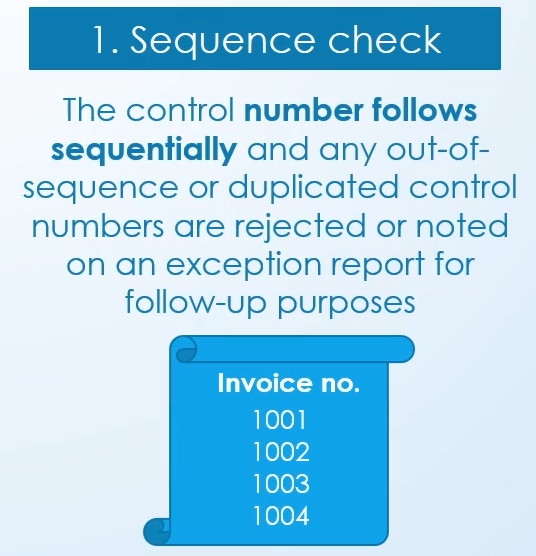 1. Sequence check
The control number follows
sequentially and any out-of-
sequence or duplicated control
numbers are rejected or noted
on an exception report for
follow-up purposes
Invoice no.
1001
1002
1003
1004